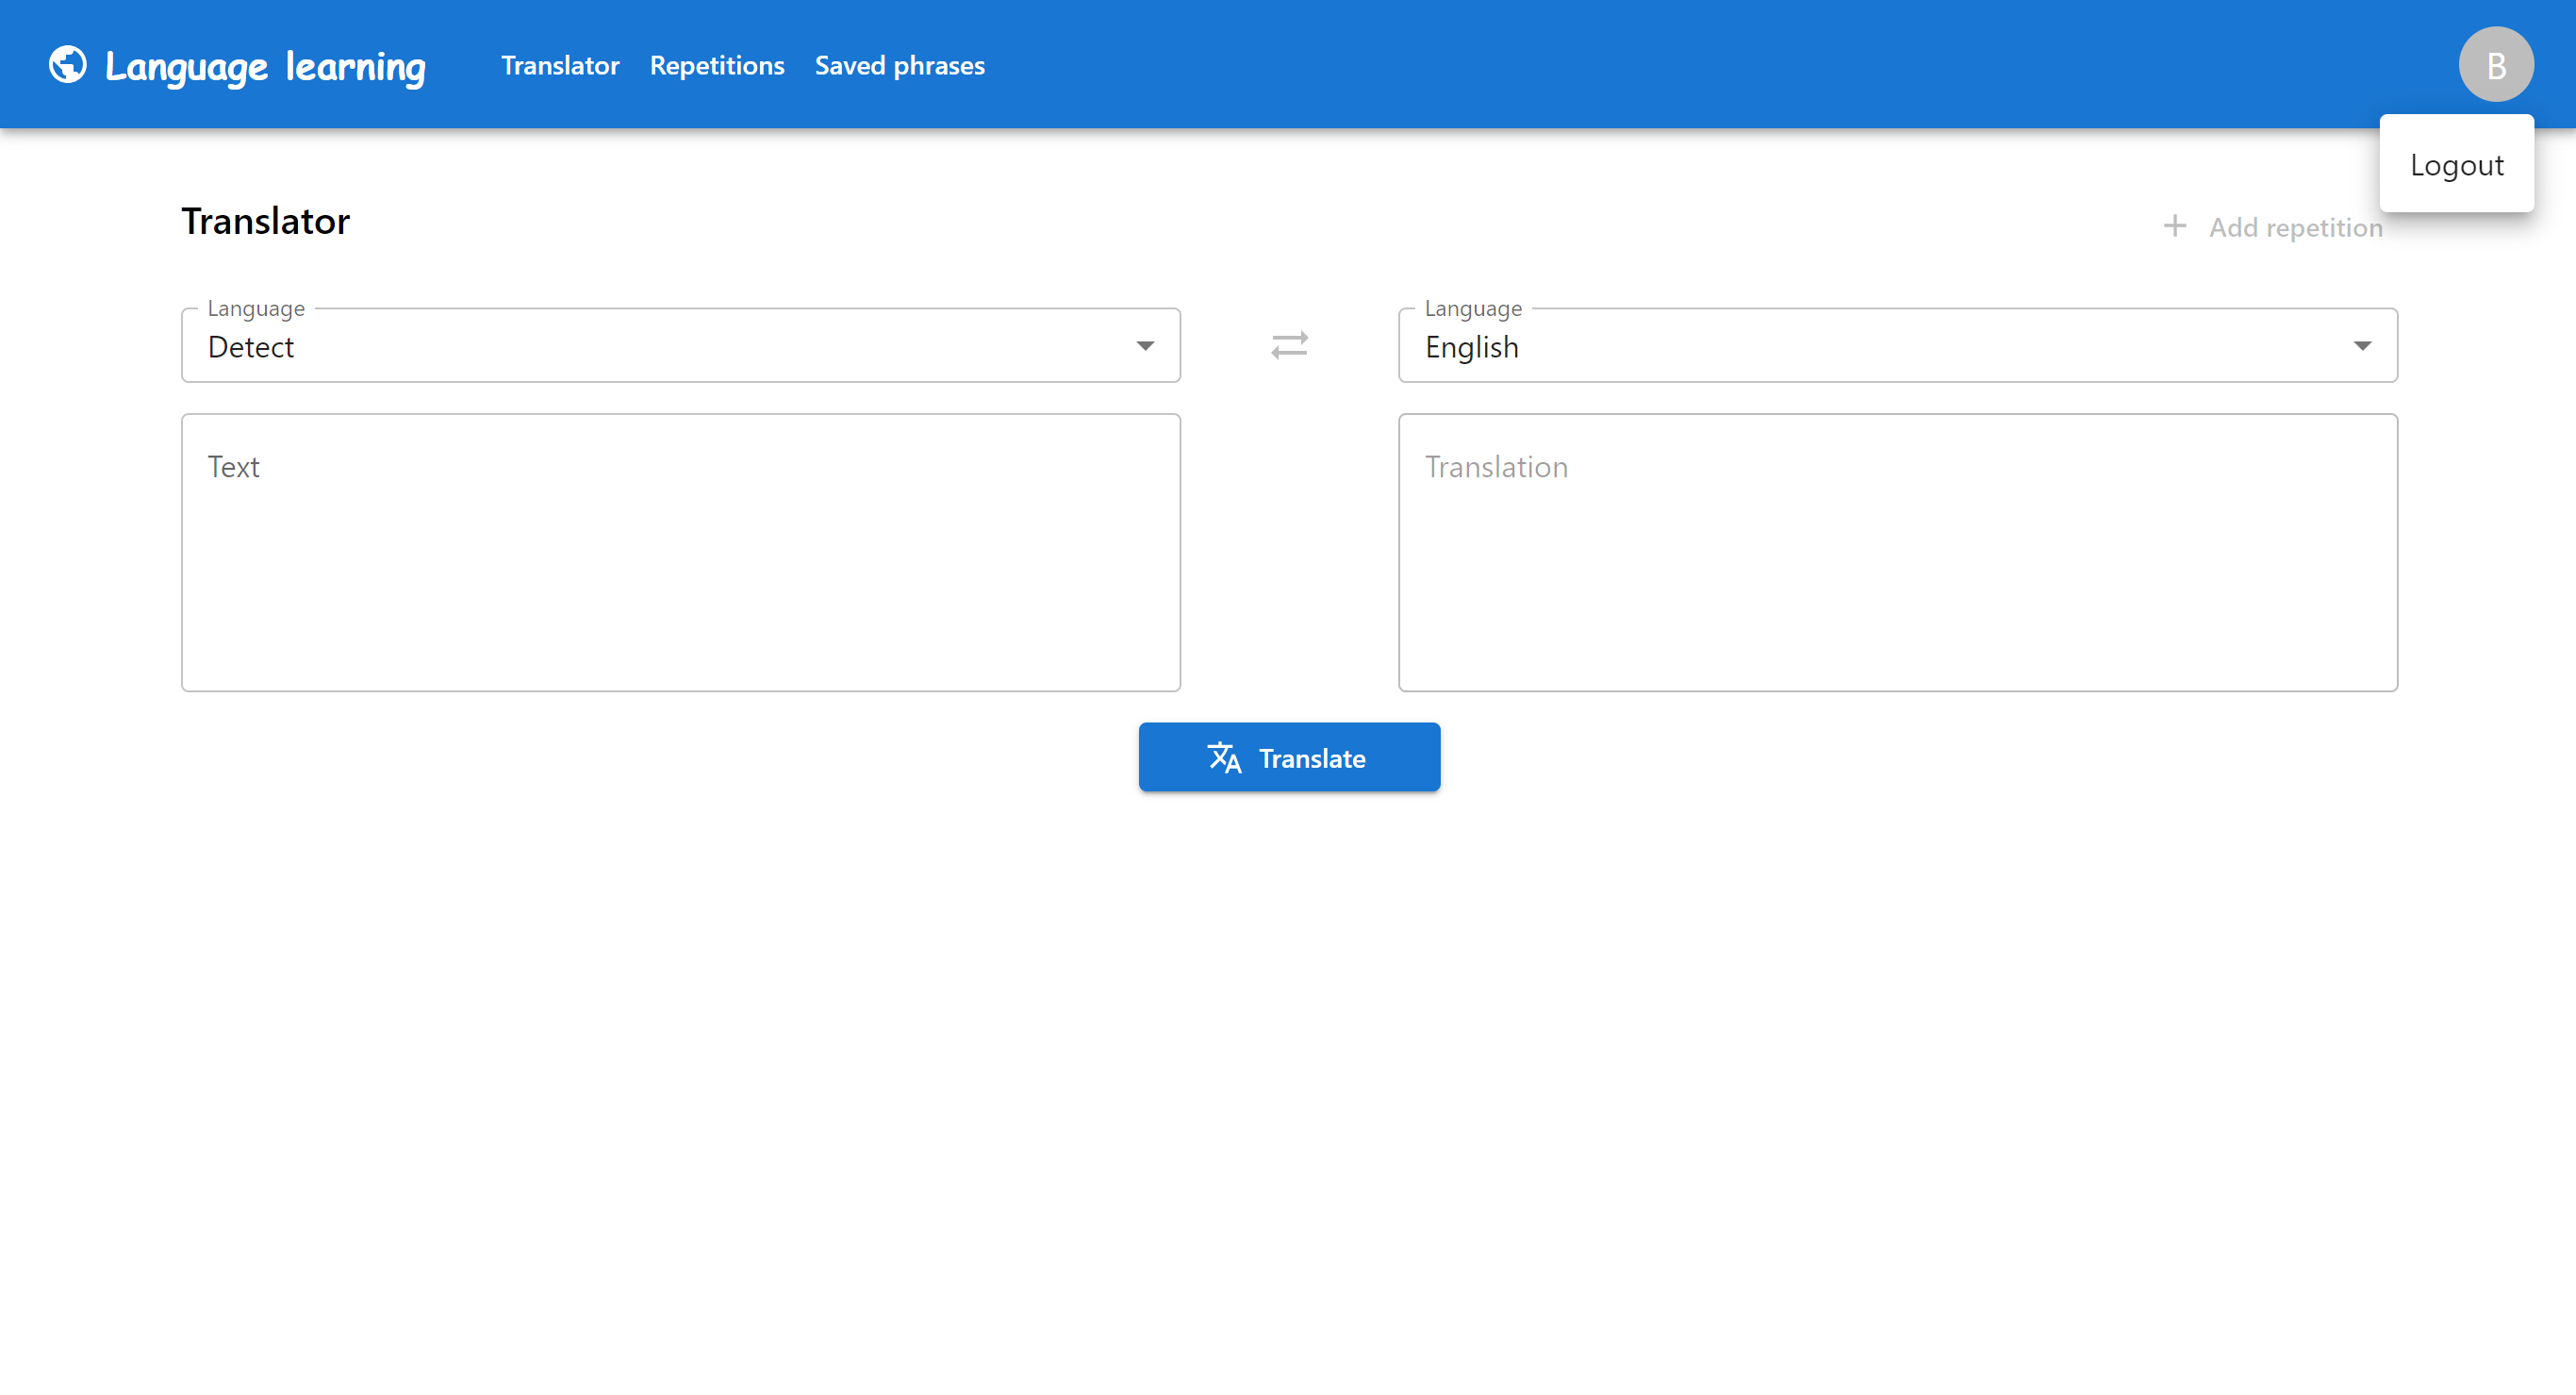 Language learning
Translator
Repetitions
Saved phrases
B
Logout
Translator
+ Add repetition
Language
Detect
Language
English
Text
Translation
Translate